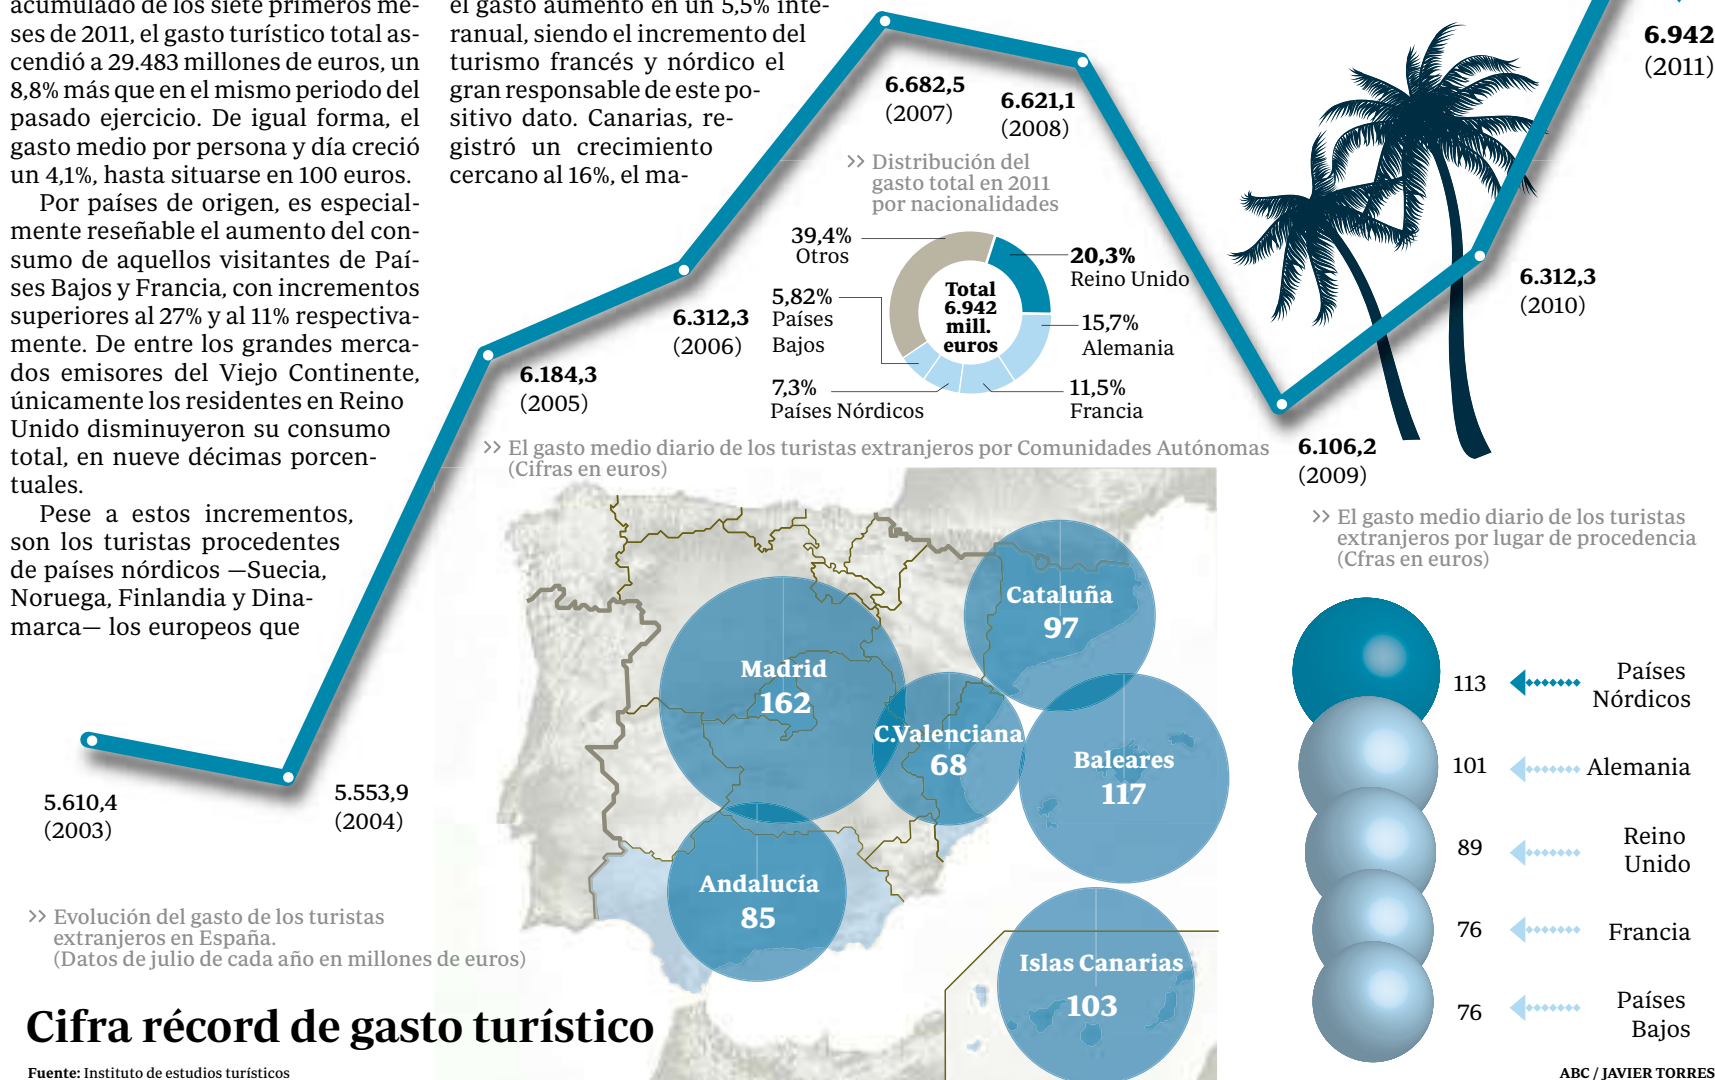 acumulado de los siete primeros me-
ses de 2011, el gasto turístico total as-
cendió a 29.483 millones de euros, un
8,8% más que en el mismo periodo del
pasado ejercicio. De igual forma, el
gasto medio por persona y día creció
un 4,1%, hasta situarse en 100 euros.
Por países de origen, es especial-
mente reseñable el aumento del con-
sumo de aquellos visitantes de Paí-
ses Bajos y Francia, con incrementos
superiores al 27% y al 11% respectiva-
mente. De entre los grandes merca-
dos emisores del Viejo Continente,
únicamente los residentes en Reino
Unido disminuyeron su consumo
total, en nueve décimas porcen-
tuales.
Pese a estos incrementos,
son los turistas procedentes
de países nórdicos —Suecia,
Noruega, Finlandia y Dina-
marca— los europeos que
el gasto aumentó en un 5,5% inte-
ranual, siendo el incremento del
turismo francés y nórdico el
gran responsable de este po-
sitivo dato. Canarias, re-
gistró un crecimiento
cercano al 16%, el ma-
5.610,4
(2003)
5.553,9
(2004)
6.184,3
(2005)
6.312,3
(2006)
6.682,5
(2007)
6.621,1
(2008)
6.106,2
(2009)
6.312,3
(2010)
6.942
(2011)
>> Distribución del
gasto total en 2011
por nacionalidades
39,4%
Otros
5,82%
Países
Bajos
7,3%
Países Nórdicos
20,3%
Reino Unido
15,7%
Alemania
11,5%
Francia
Total
6.942
mill.
euros
>> El gasto medio diario de los turistas extranjeros por Comunidades Autónomas
(Cifras en euros)
Cataluña
97
Madrid
162
C.Valenciana
68
Baleares
117
Andalucía
85
Islas Canarias
103
>> El gasto medio diario de los turistas
extranjeros por lugar de procedencia
(Cfras en euros)
113
Países
Nórdicos
101
Alemania
89
Reino
Unido
76
Francia
76
Países
Bajos
>> Evolución del gasto de los turistas
extranjeros en España.
(Datos de julio de cada año en millones de euros)
Cifra récord de gasto turístico
Fuente: Instituto de estudios turísticos
ABC / JAVIER TORRES